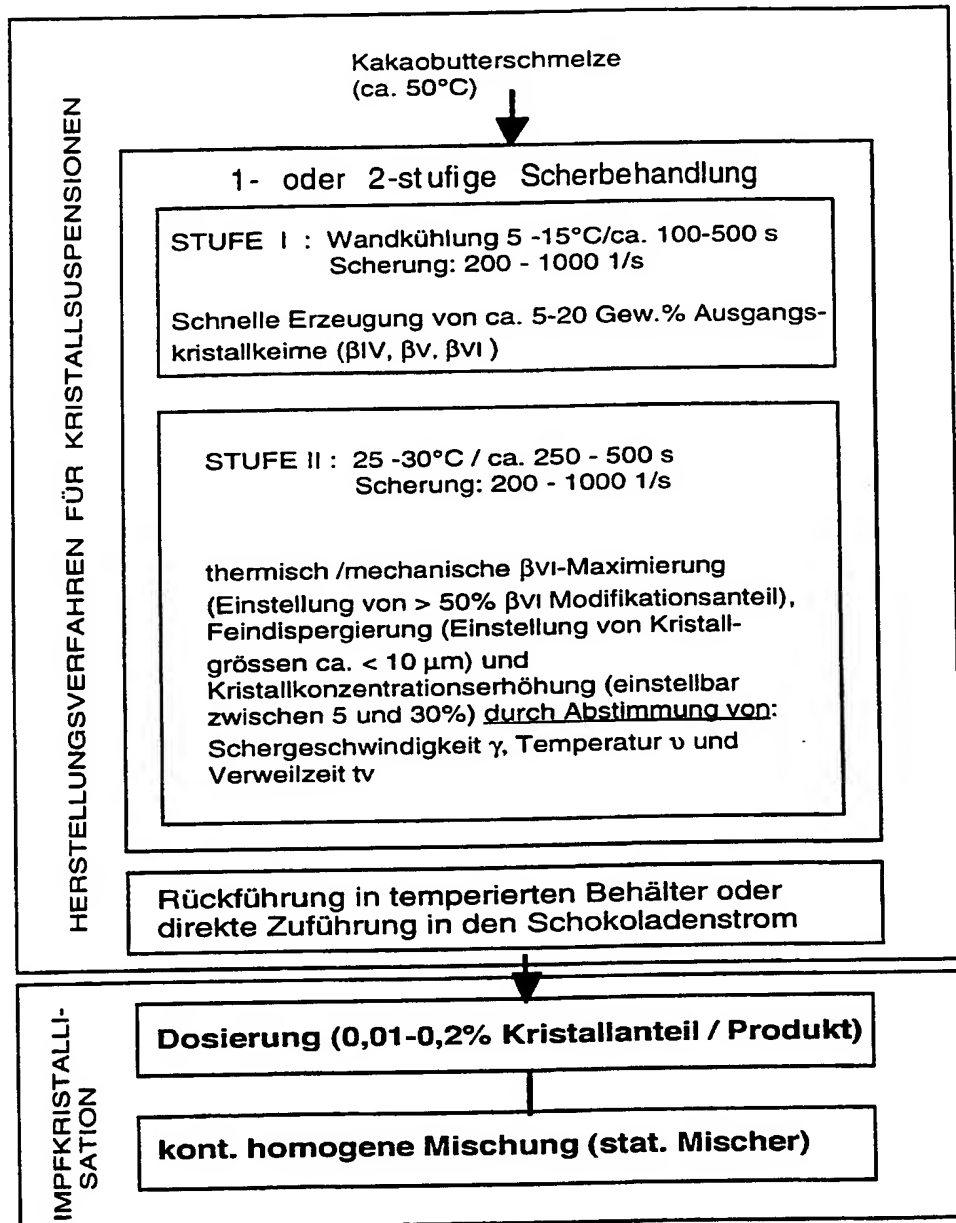 HERSTELLUNGSVERFAHREN FÜR KRISTALLSUSPENSIONEN
Kakaobutterschmelze
(ca. 50°C)
1- oder 2-stufige Scherbehandlung
STUFE I : Wandkühlung 5 -15°C/ca. 100-500 s
Scherung: 200 - 1000 1/s
Schnelle Erzeugung von ca. 5-20 Gew.% Ausgangs-
kristallkeime (βIV, βV, βVI )
STUFE II : 25 -30°C / ca. 250 - 500 s
Scherung: 200 - 1000 1/s
thermisch /mechanische βVI-Maximierung
(Einstellung von > 50% βVI Modifikationsanteil),
Feindispergierung (Einstellung von Kristall-
grössen ca. < 10 µm) und
Kristallkonzentrationserhöhung (einstellbar
zwischen 5 und 30%) durch Abstimmung von:
Schergeschwindigkeit γ, Temperatur υ und
Verweilzeit tv
Rückführung in temperierten Behälter oder
direkte Zuführung in den Schokoladenstrom
IMPFKRISTALLI-
SATION
Dosierung (0,01-0,2% Kristallanteil / Produkt)
kont. homogene Mischung (stat. Mischer)